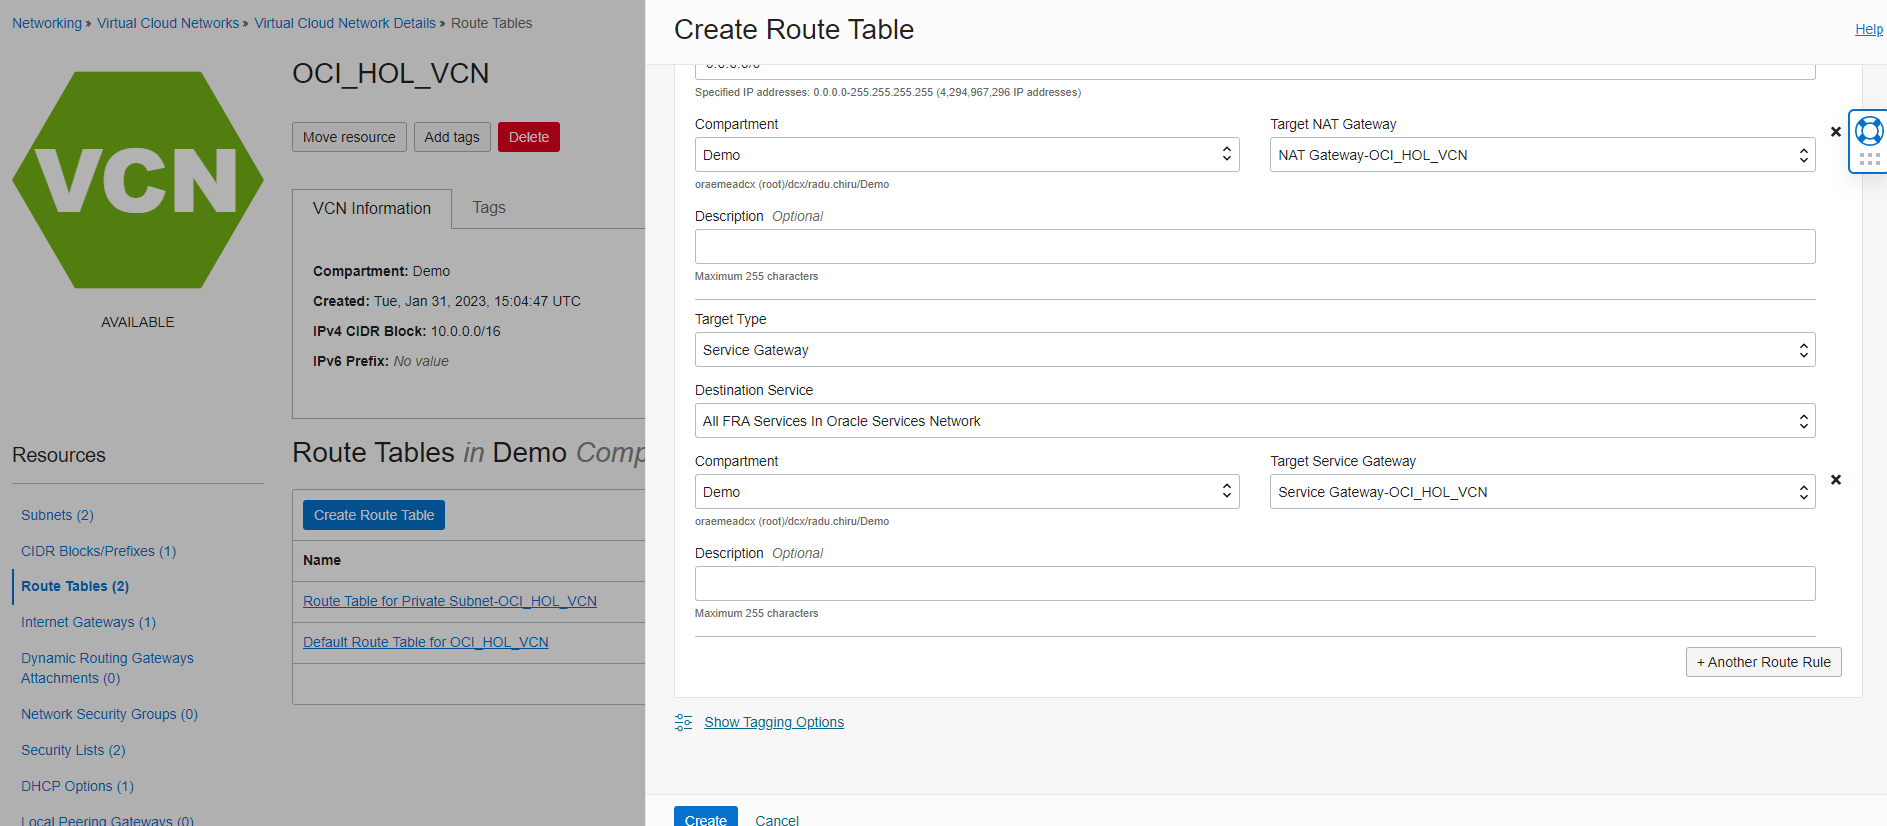 Networking » Virtual Cloud Networks » Virtual Cloud Network Details » Route Tables
VCN
AVAILABLE
OCI_HOL_VCN
Move resource
Add tags
Delete
VCN Information
Tags
Compartment: Demo
Created: Tue, Jan 31, 2023, 15:04:47 UTC
IPv4 CIDR Block: 10.0.0.0/16
IPv6 Prefix: No value
Resources
Subnets (2)
CIDR Blocks/Prefixes (1)
Route Tables (2)
Internet Gateways (1)
Dynamic Routing Gateways
Attachments (0)
Network Security Groups (0)
Security Lists (2)
DHCP Options (1)
Local Peering Gateways (0)
Route Tables in Demo Comp
Create Route Table
Name
Route Table for Private Subnet-OCI_HOL_VCN
Default Route Table for OCI_HOL_VCN
Create Route Table
Help
0.0.0.0/0
Specified IP addresses: 0.0.0.0-255.255.255.255 (4,294,967,296 IP addresses)
Compartment
Demo
oraemeadcx (root)/dcx/radu.chiru/Demo
Target NAT Gateway
NAT Gateway-OCI_HOL_VCN
Description Optional
Maximum 255 characters
Target Type
Service Gateway
Destination Service
All FRA Services In Oracle Services Network
Compartment
Demo
oraemeadcx (root)/dcx/radu.chiru/Demo
Target Service Gateway
Service Gateway-OCI_HOL_VCN
Description Optional
Maximum 255 characters
+ Another Route Rule
Show Tagging Options
Create
Cancel